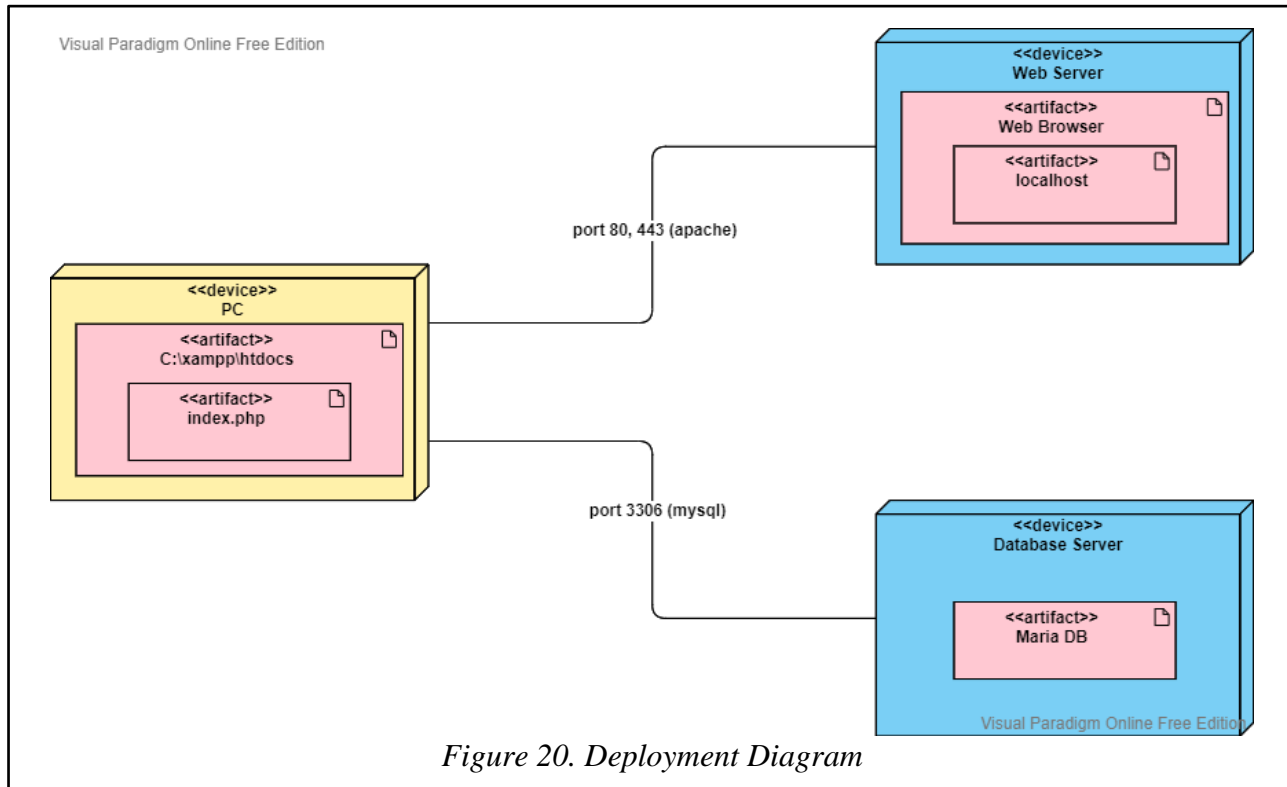 Visual Paradigm Online Free Edition
<<device>>
Web Server
<<artifact>>
Web Browser
<<artifact>>
localhost
port 80, 443 (apache)
<<device>>
PC
<<artifact>>
C:\xampp\htdocs
<<artifact>>
index.php
port 3306 (mysql)
<<device>>
Database Server
<<artifact>>
Maria DB
Visual Paradigm Online Free Edition
Figure 20. Deployment Diagram